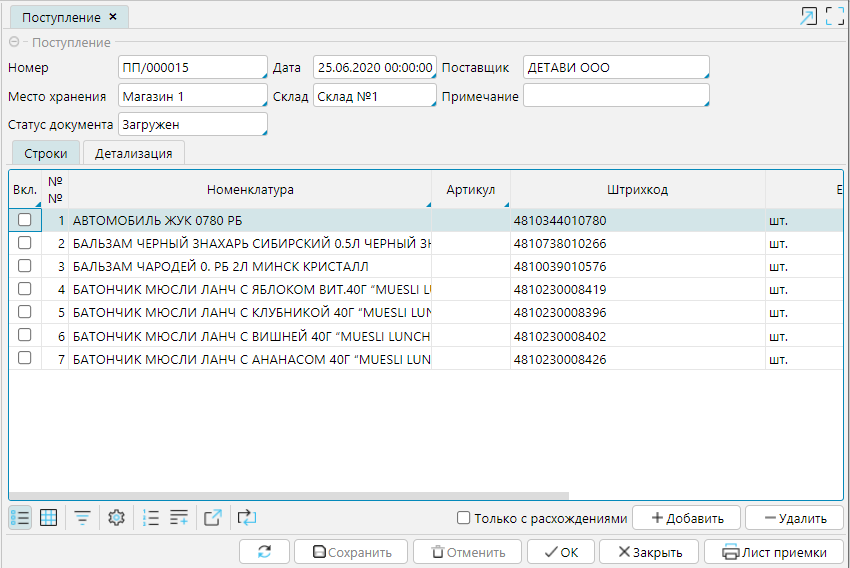 Поступление ×
Поступление
Номер ПП/000015 Дата 25.06.2020 00:00:00 Поставщик ДЕТАВИ ООО
Место хранения Магазин 1 Склад Склад №1 Примечание
Статус документа Загружен
Строки Детализация
Вкл. № № Номенклатура Артикул Штрихкод Е
1 АВТОМОБИЛЬ ЖУК 0780 РБ 4810344010780 шт.
2 БАЛЬЗАМ ЧЕРНЫЙ ЗНАХАРЬ СИБИРСКИЙ 0.5Л ЧЕРНЫЙ ЗН 4810738010266 шт.
3 БАЛЬЗАМ ЧАРОДЕЙ 0. РБ 2Л МИНСК КРИСТАЛЛ 4810039010576 шт.
4 БАТОНЧИК МЮСЛИ ЛАНЧ С ЯБЛОКОМ ВИТ.40Г "MUESLI LU 4810230008419 шт.
5 БАТОНЧИК МЮСЛИ ЛАНЧ С КЛУБНИКОЙ 40Г "MUESLI LUN 4810230008396 шт.
6 БАТОНЧИК МЮСЛИ ЛАНЧ С ВИШНЕЙ 40Г "MUESLI LUNCH 4810230008402 шт.
7 БАТОНЧИК МЮСЛИ ЛАНЧ С АНАНАСОМ 40Г "MUESLI LUN 4810230008426 шт.
Только с расхождениями Добавить Удалить
Сохранить Отменить ОК Закрыть Лист приемки